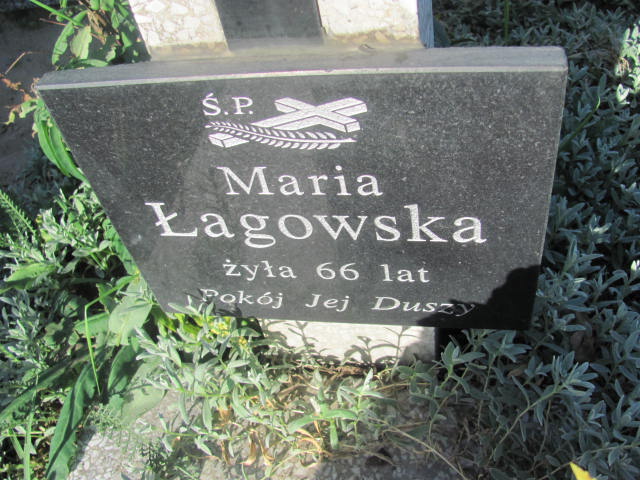 Ś.P.
Maria
Łagowska
żyła 66 lat
Pokój Jej Duszy